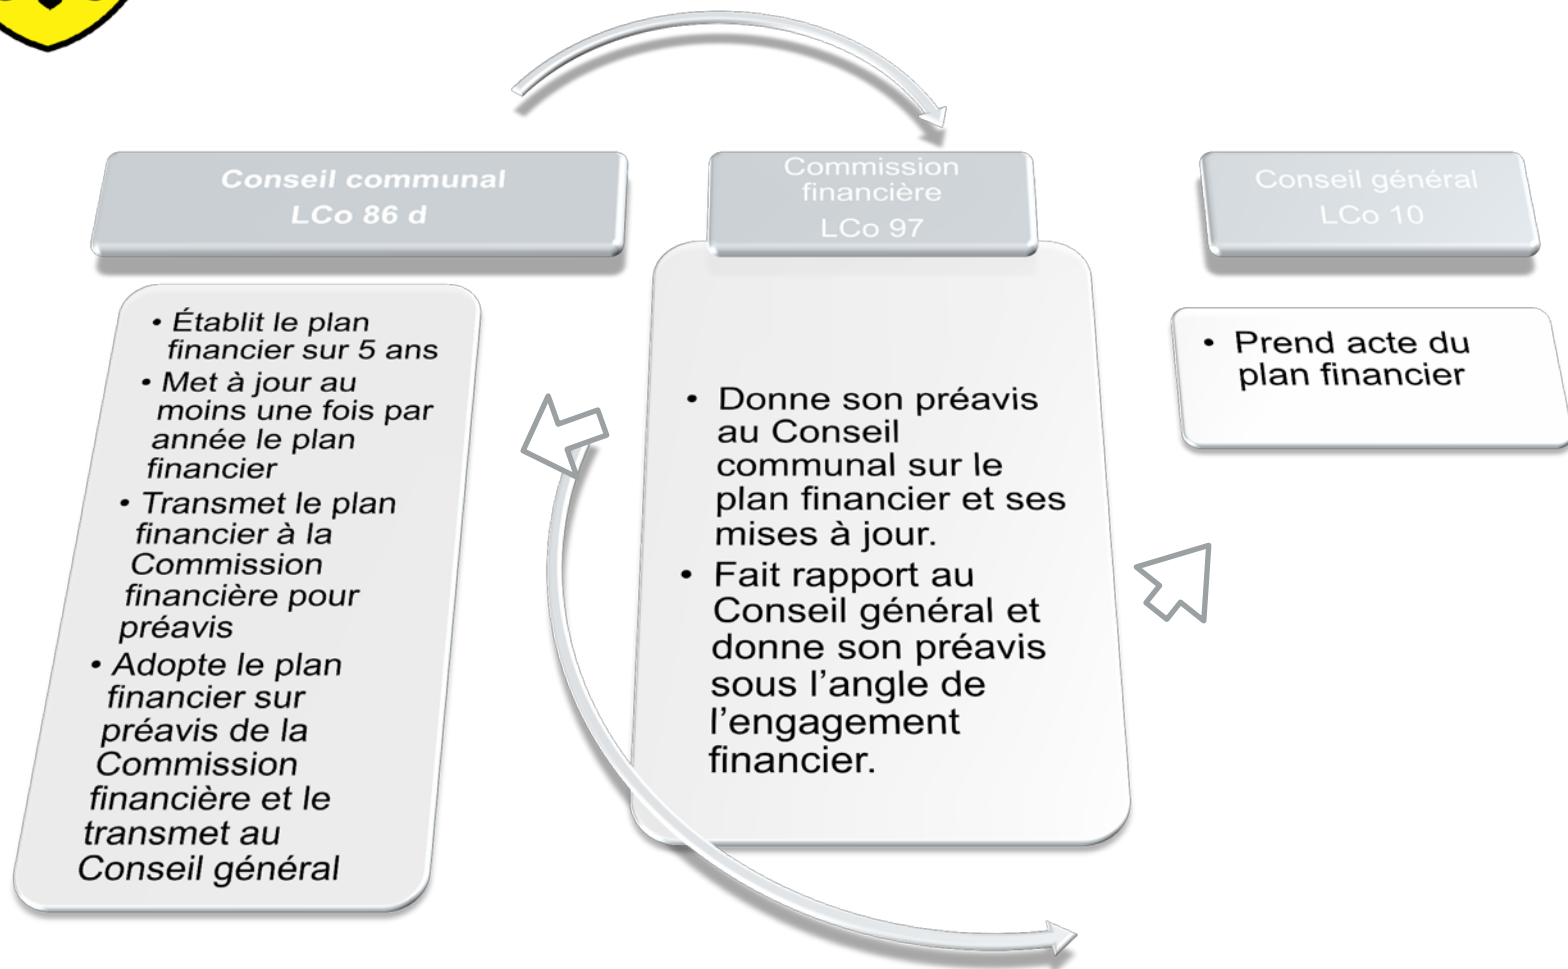 Conseil communal
LCo 86 d
• Établit le plan
financier sur 5 ans
• Met à jour au
moins une fois par
année le plan
financier
• Transmet le plan
financier à la
Commission
financière pour
préavis
• Adopte le plan
financier sur
préavis de la
Commission
financière et le
transmet au
Conseil général
Commission
financière
LCo 97
• Donne son préavis
au Conseil
communal sur le
plan financier et ses
mises à jour.
• Fait rapport au
Conseil général et
donne son préavis
sous l’angle de
l’engagement
financier.
Conseil général
LCo 10
• Prend acte du
plan financier